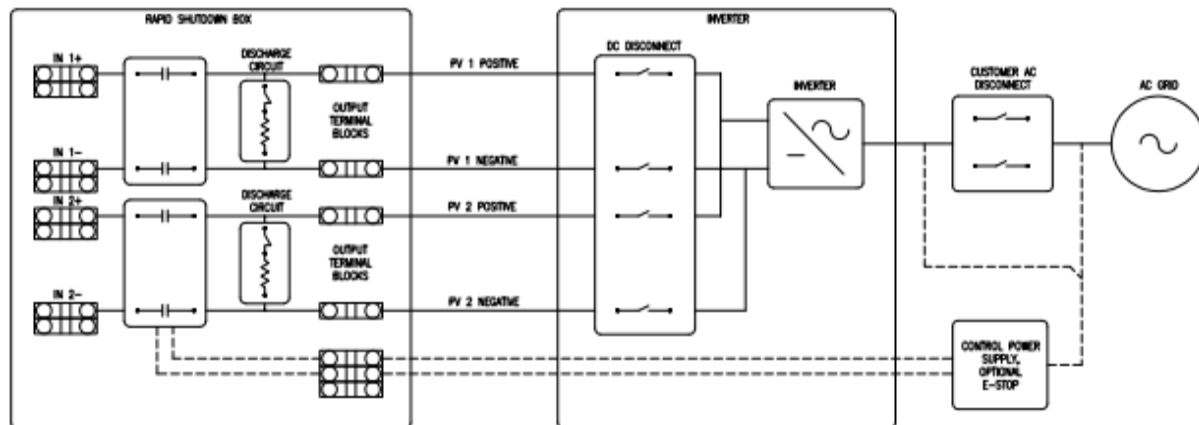 RAPID SHUTDOWN BOX
INVERTER
IN 1+
DISCHARGE
CIRCUIT
PV 1 POSITIVE
DC DISCONNECT
OUTPUT
TERMINAL
BLOCKS
INVERTER
CUSTOMER AC
DISCONNECT
AC GRID
IN 1-
PV 1 NEGATIVE
IN 2+
DISCHARGE
CIRCUIT
PV 2 POSITIVE
OUTPUT
TERMINAL
BLOCKS
IN 2-
PV 2 NEGATIVE
CONTROL POWER
SUPPLY,
OPTIONAL
E-STOP